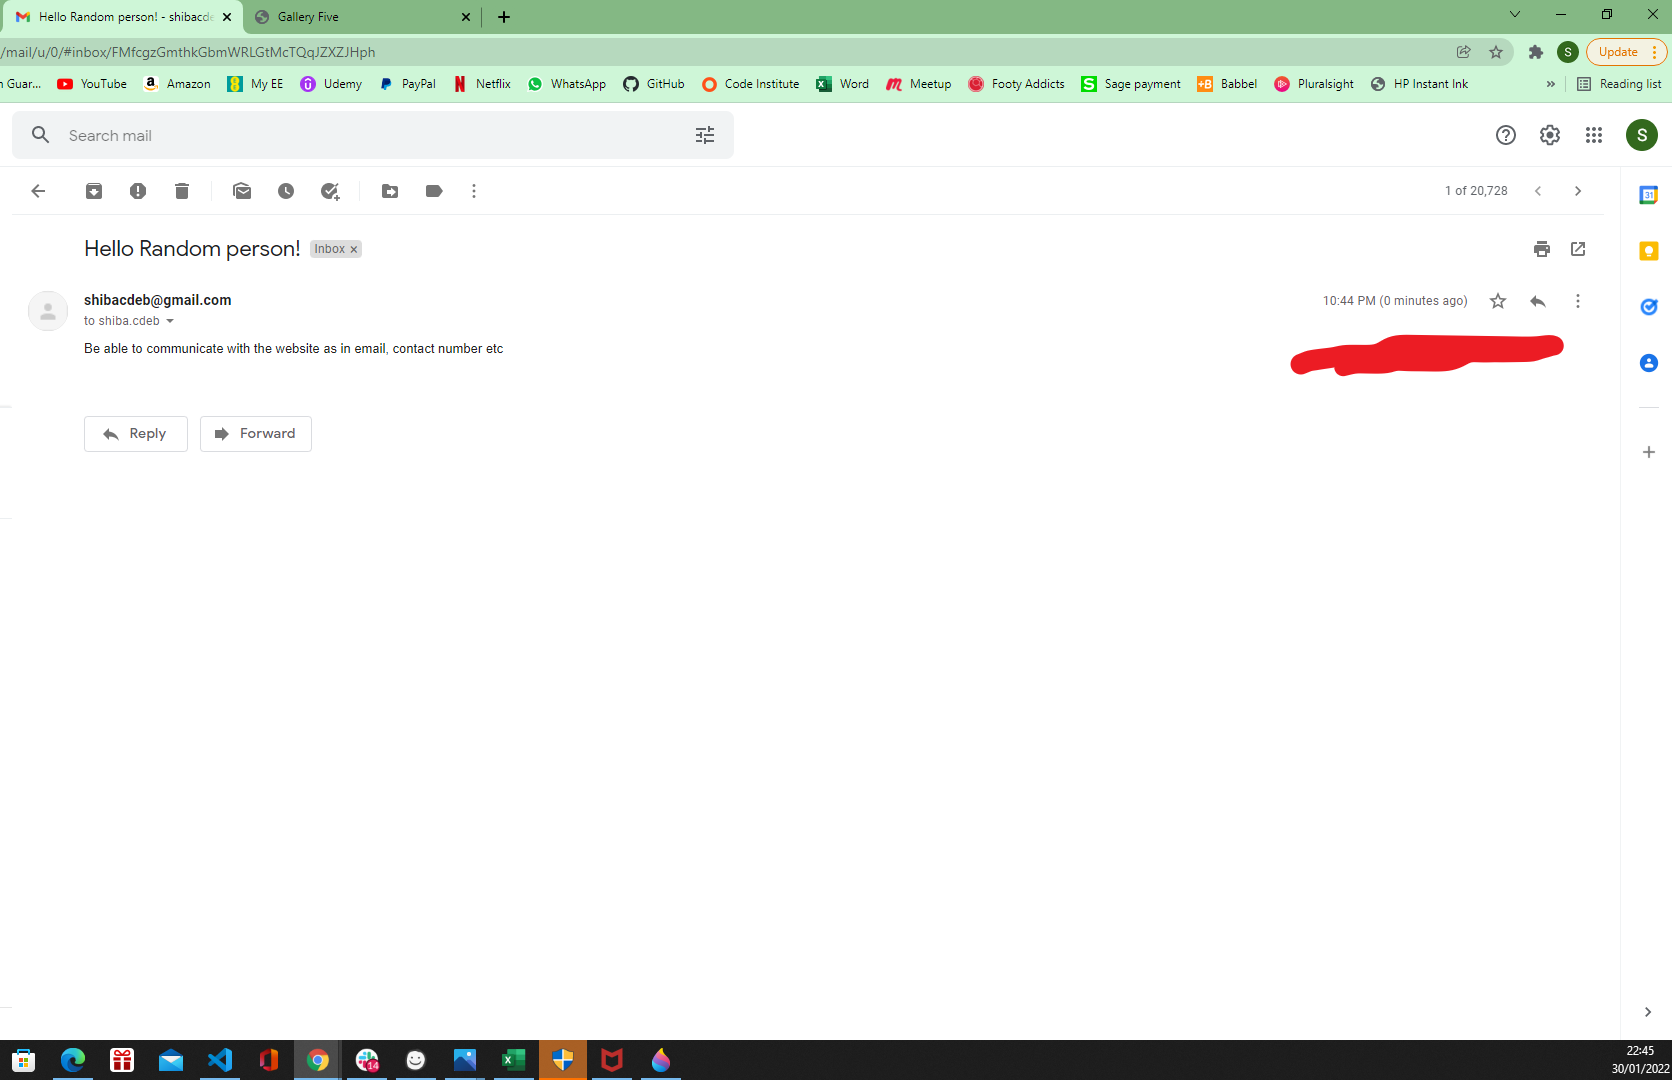 Hello Random person! - shibacde
Gallery Five
/mail/u/0/#inbox/FMfcgzGmthkGbmWRLGtMcTQqJZXZJHph
S
Update
n Guar...
YouTube
Amazon
My EE
Udemy
PayPal
Netflix
WhatsApp
GitHub
Code Institute
Word
Meetup
Footy Addicts
Sage payment
Babbel
Pluralsight
HP Instant Ink
»
Reading list
Search mail
S
1 of 20,728
Hello Random person!
Inbox x
shibacdeb@gmail.com
10:44 PM (0 minutes ago)
to shiba.cdeb
Be able to communicate with the website as in email, contact number etc
Reply
Forward
31
14
22:45
30/01/2022